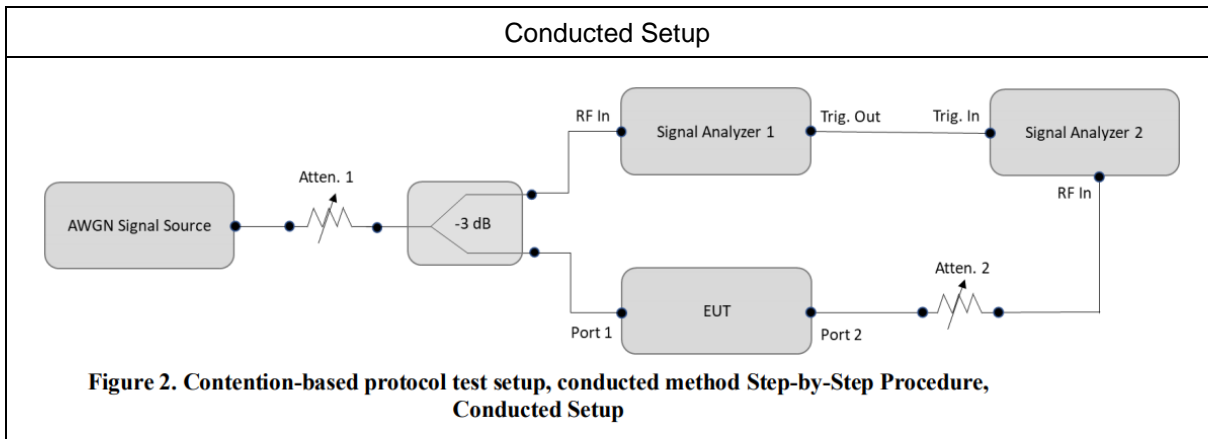 Conducted Setup
RF In
Signal Analyzer 1
Trig. Out
Trig. In
Signal Analyzer 2
RF In
Atten. 1
AWGN Signal Source
-3 dB
Atten. 2
EUT
Port 1
Port 2
Figure 2. Contention-based protocol test setup, conducted method Step-by-Step Procedure,
Conducted Setup